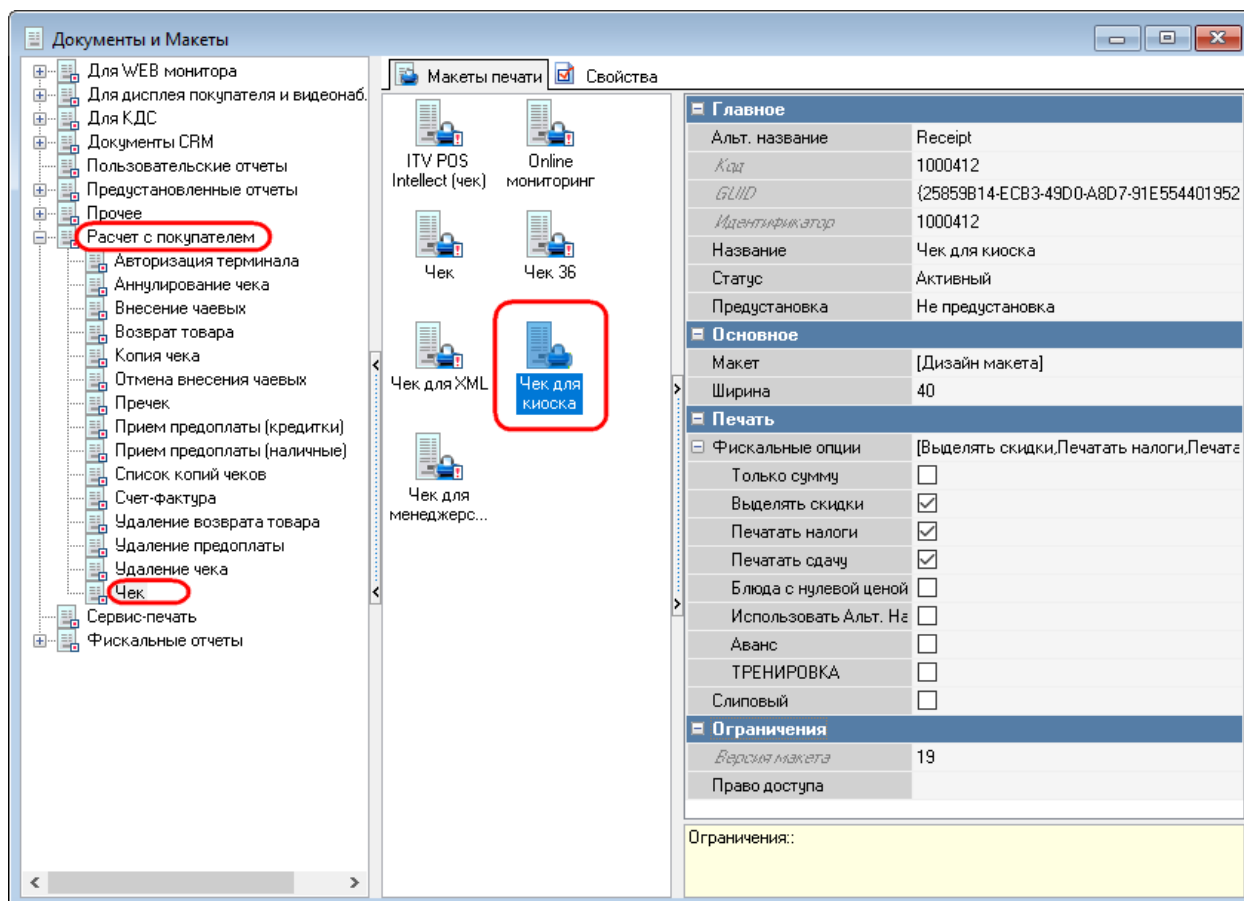 Документы и Макеты
Для WEB монитора
Для дисплея покупателя и видеонаб.
Для КДС
Документы CRM
Пользовательские отчеты
Предустановленные отчеты
Прочее
Расчет с покупателем
Авторизация терминала
Аннулирование чека
Внесение чаевых
Возврат товара
Копия чека
Отмена внесения чаевых
Пречек
Прием предоплаты (кредитки)
Прием предоплаты (наличные)
Список копий чеков
Счет-фактура
Удаление возврата товара
Удаление предоплаты
Удаление чека
Чек
Сервис-печать
Фискальные отчеты
Макеты печати
Свойства
ITV POS
Intellect (чек)
Online
мониторинг
Чек
Чек 36
Чек для XML
Чек для
киоска
Чек для
менеджерс...
Главное
Альт. название Receipt
Код 1000412
GUID {25859B14-ECB3-49D0-A8D7-91E554401952
Идентификатор 1000412
Название Чек для киоска
Статус Активный
Предустановка Не предустановка
Основное
Макет [Дизайн макета]
Ширина 40
Печать
Фискальные опции [Выделять скидки,Печатать налоги,Печата
Только сумму
Выделять скидки
Печатать налоги
Печатать сдачу
Блюда с нулевой ценой
Использовать Альт. На
Аванс
ТРЕНИРОВКА
Слиповый
Ограничения
Версия макета 19
Право доступа
Ограничения::